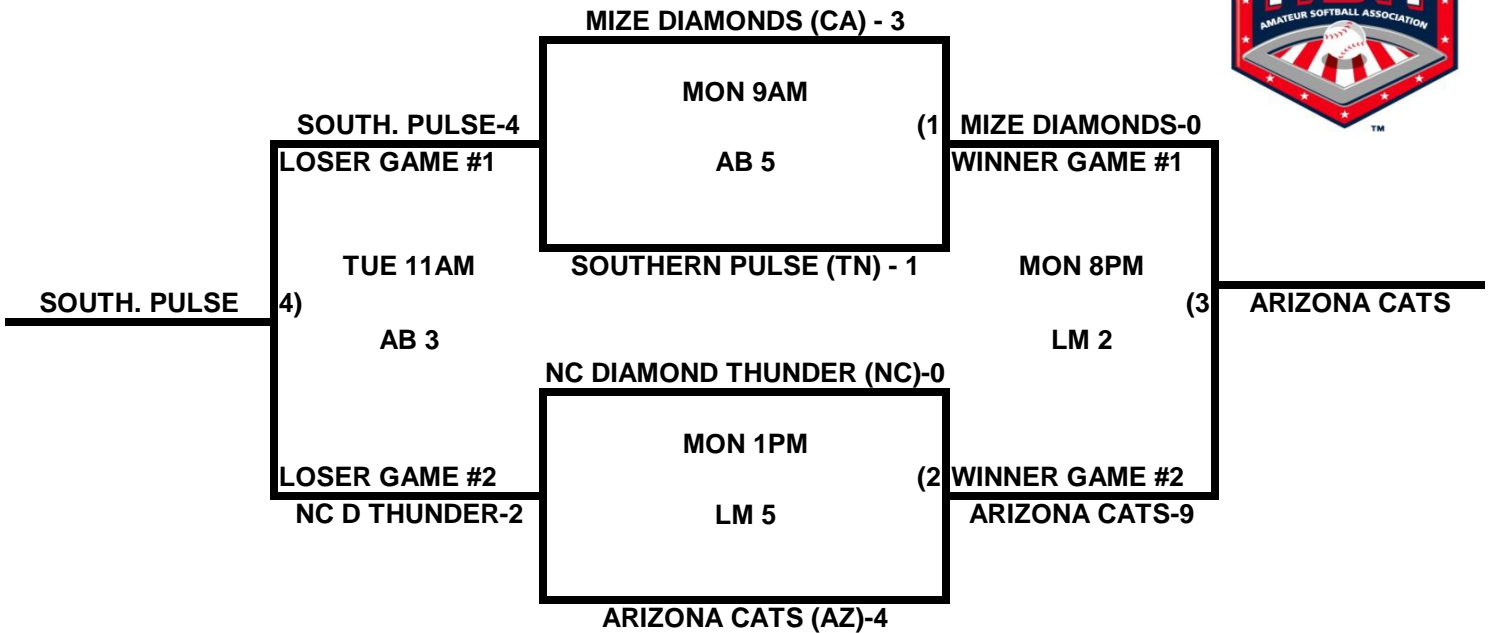 MIZE DIAMONDS (CA) - 3
AMATEUR SOFTBALL ASSOCIATION
TM
MON 9AM
SOUTH. PULSE-4
(1
MIZE DIAMONDS-0
LOSER GAME #1
AB 5
WINNER GAME #1
TUE 11AM
SOUTHERN PULSE (TN) - 1
MON 8PM
SOUTH. PULSE
4)
(3
ARIZONA CATS
AB 3
LM 2
NC DIAMOND THUNDER (NC)-0
MON 1PM
LOSER GAME #2
(2
WINNER GAME #2
NC D THUNDER-2
LM 5
ARIZONA CATS-9
ARIZONA CATS (AZ)-4